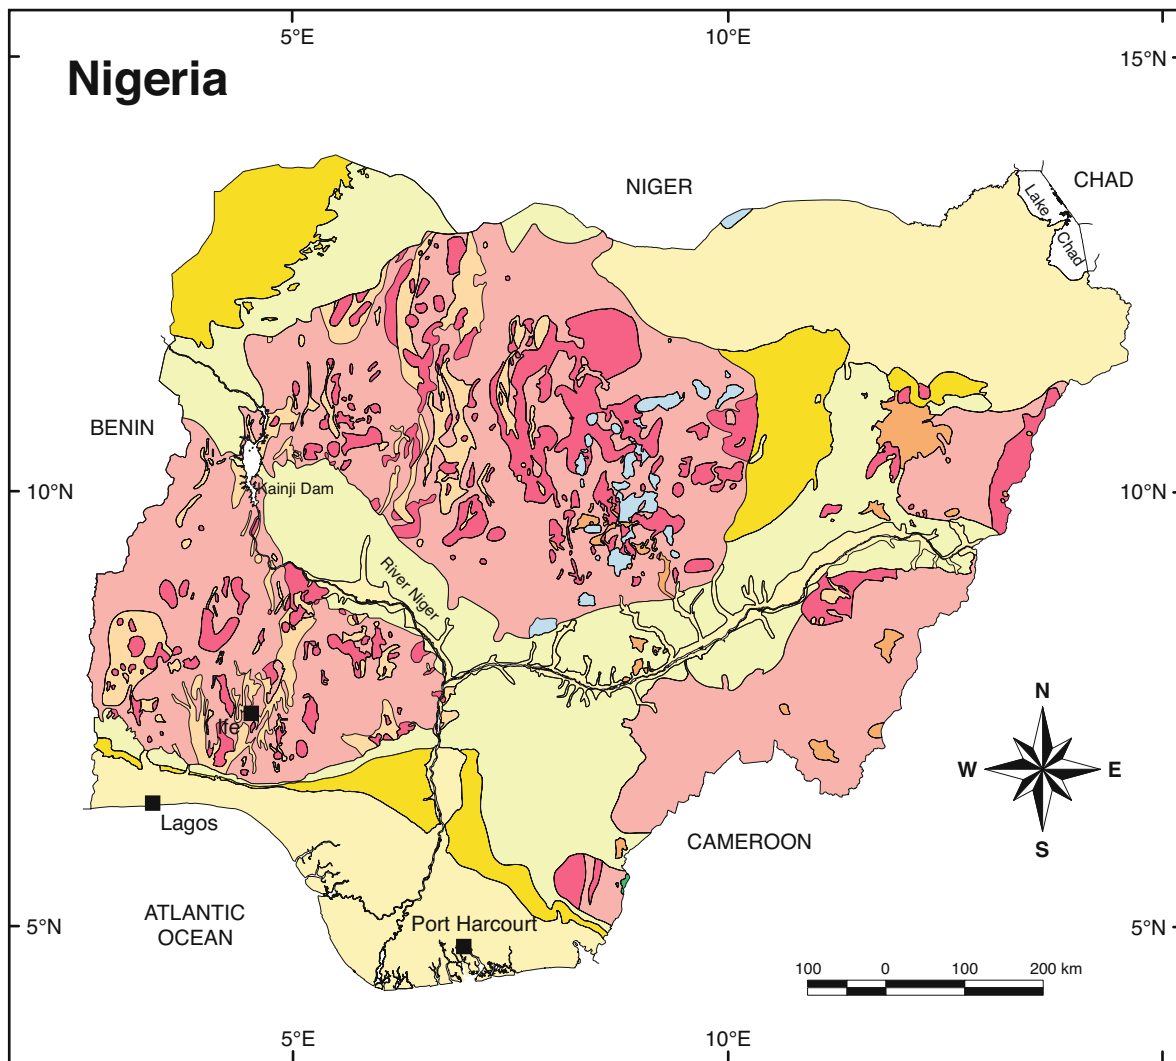 5°E
10°E
15°N
Nigeria
NIGER
CHAD
Lake
Chad
BENIN
10°N
Kainji Dam
10°N
River Niger
Ife
N
W
E
S
Lagos
CAMEROON
ATLANTIC
OCEAN
Port Harcourt
5°N
5°N
100 0 100 200 km
5°E
10°E